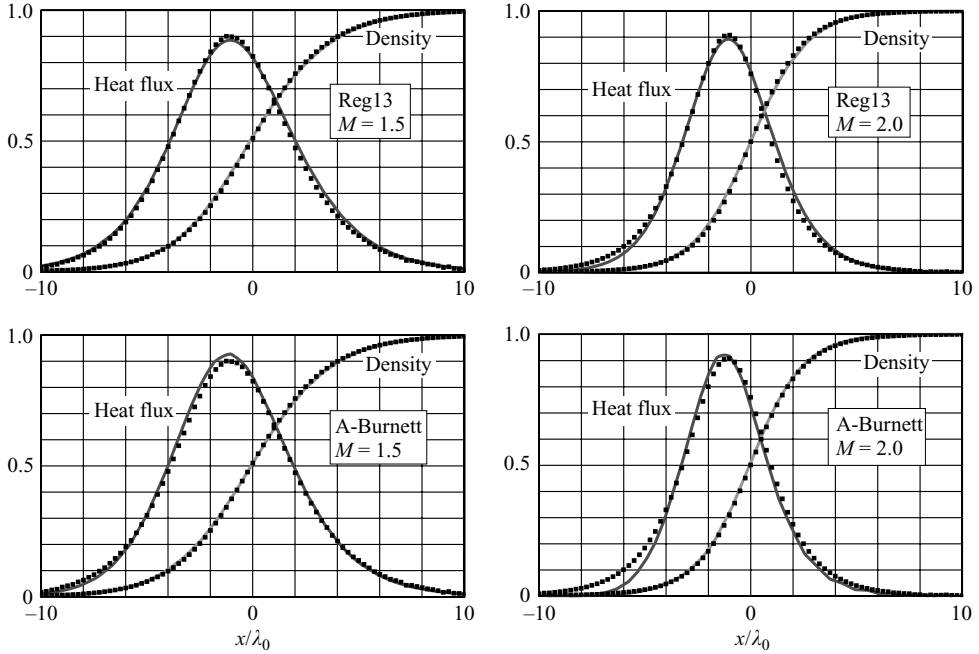 1.0
0.5
0
–10
0
10
Heat flux
Density
Reg13
M = 1.5
1.0
0.5
0
–10
0
10
Heat flux
Density
Reg13
M = 2.0
1.0
0.5
0
–10
0
10
x/λ0
Heat flux
Density
A-Burnett
M = 1.5
1.0
0.5
0
–10
0
10
x/λ0
Heat flux
Density
A-Burnett
M = 2.0